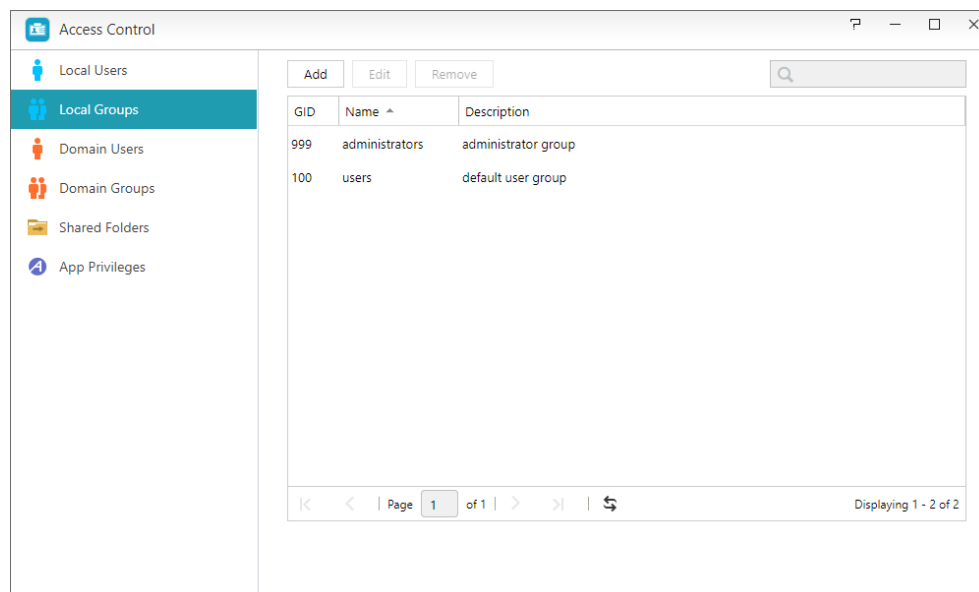 Access Control
Local Users
Local Groups
Domain Users
Domain Groups
Shared Folders
App Privileges
Add Edit Remove
GID Name Description
999 administrators administrator group
100 users default user group
Page 1 of 1
Displaying 1 - 2 of 2